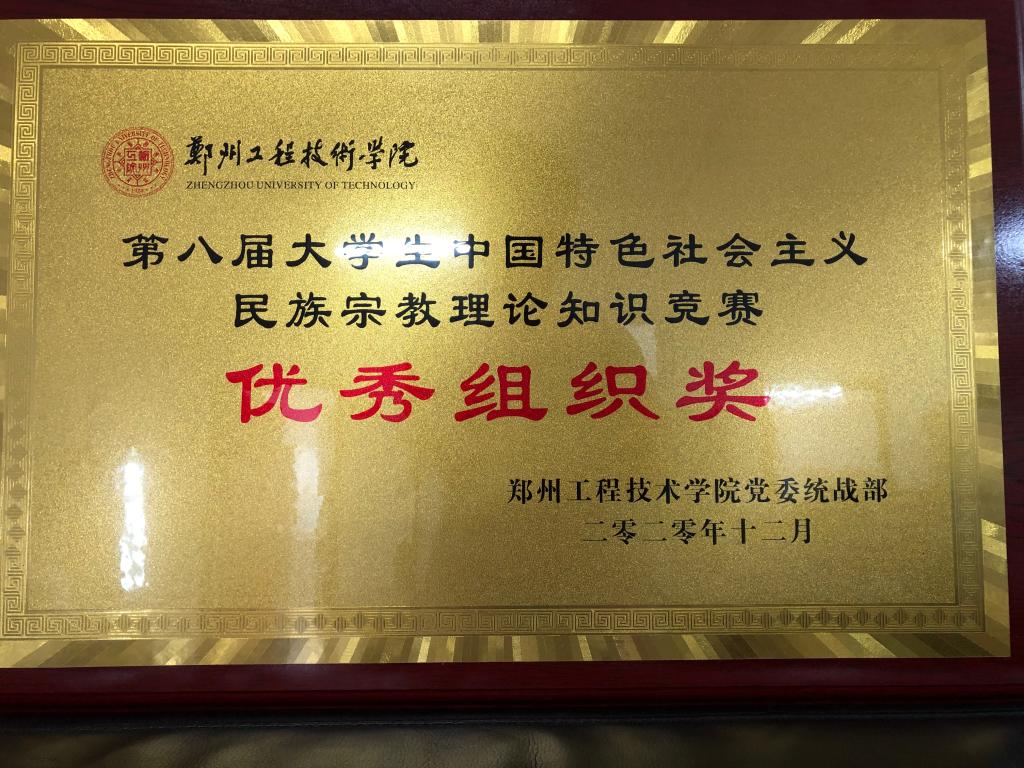 鄭州工程技術学院
ZHENGZHOU UNIVERSITY OF TECHNOLOGY
第八届大学生中国特色社会主义
民族宗教理论知识竞赛
优秀组织奖
郑州工程技术学院党委统战部
二零二零年十二月